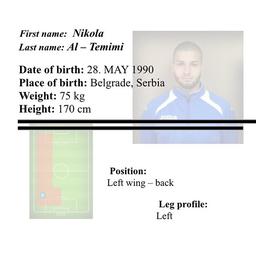 First name: Nikola
Last name: Al – Temimi
Date of birth: 28. MAY 1990
Place of birth: Belgrade, Serbia
Weight: 75 kg
Height: 170 cm
Position:
Left wing – back
Leg profile:
Left